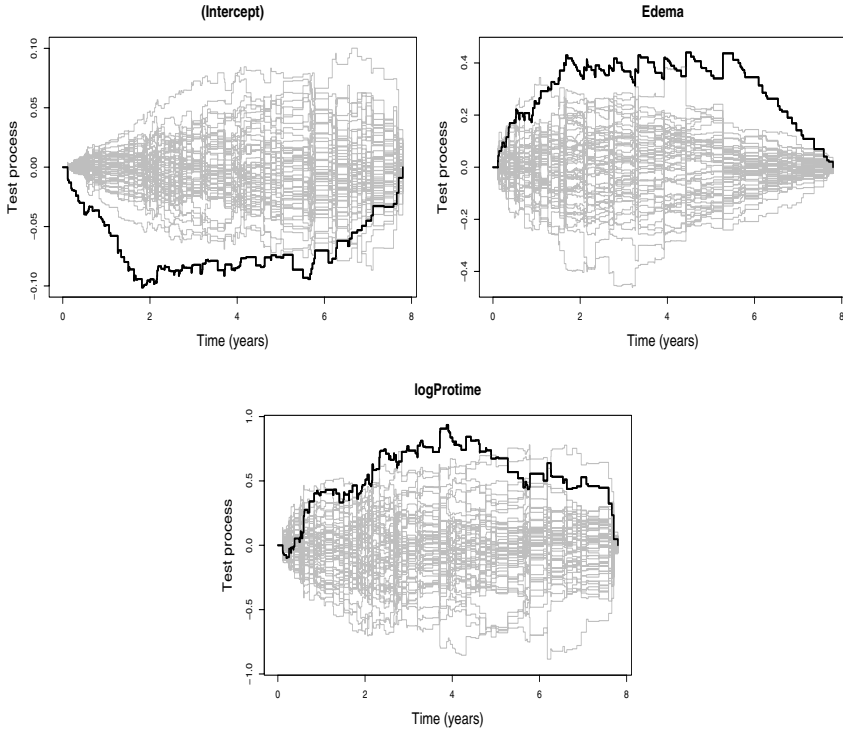 (Intercept)
Test process
0.10
0.05
0.00
−0.05
−0.10
0 2 4 6 8
Time (years)
Edema
Test process
0.4
0.2
0.0
−0.2
−0.4
0 2 4 6 8
Time (years)
logProtime
Test process
1.0
0.5
0.0
−0.5
−1.0
0 2 4 6 8
Time (years)